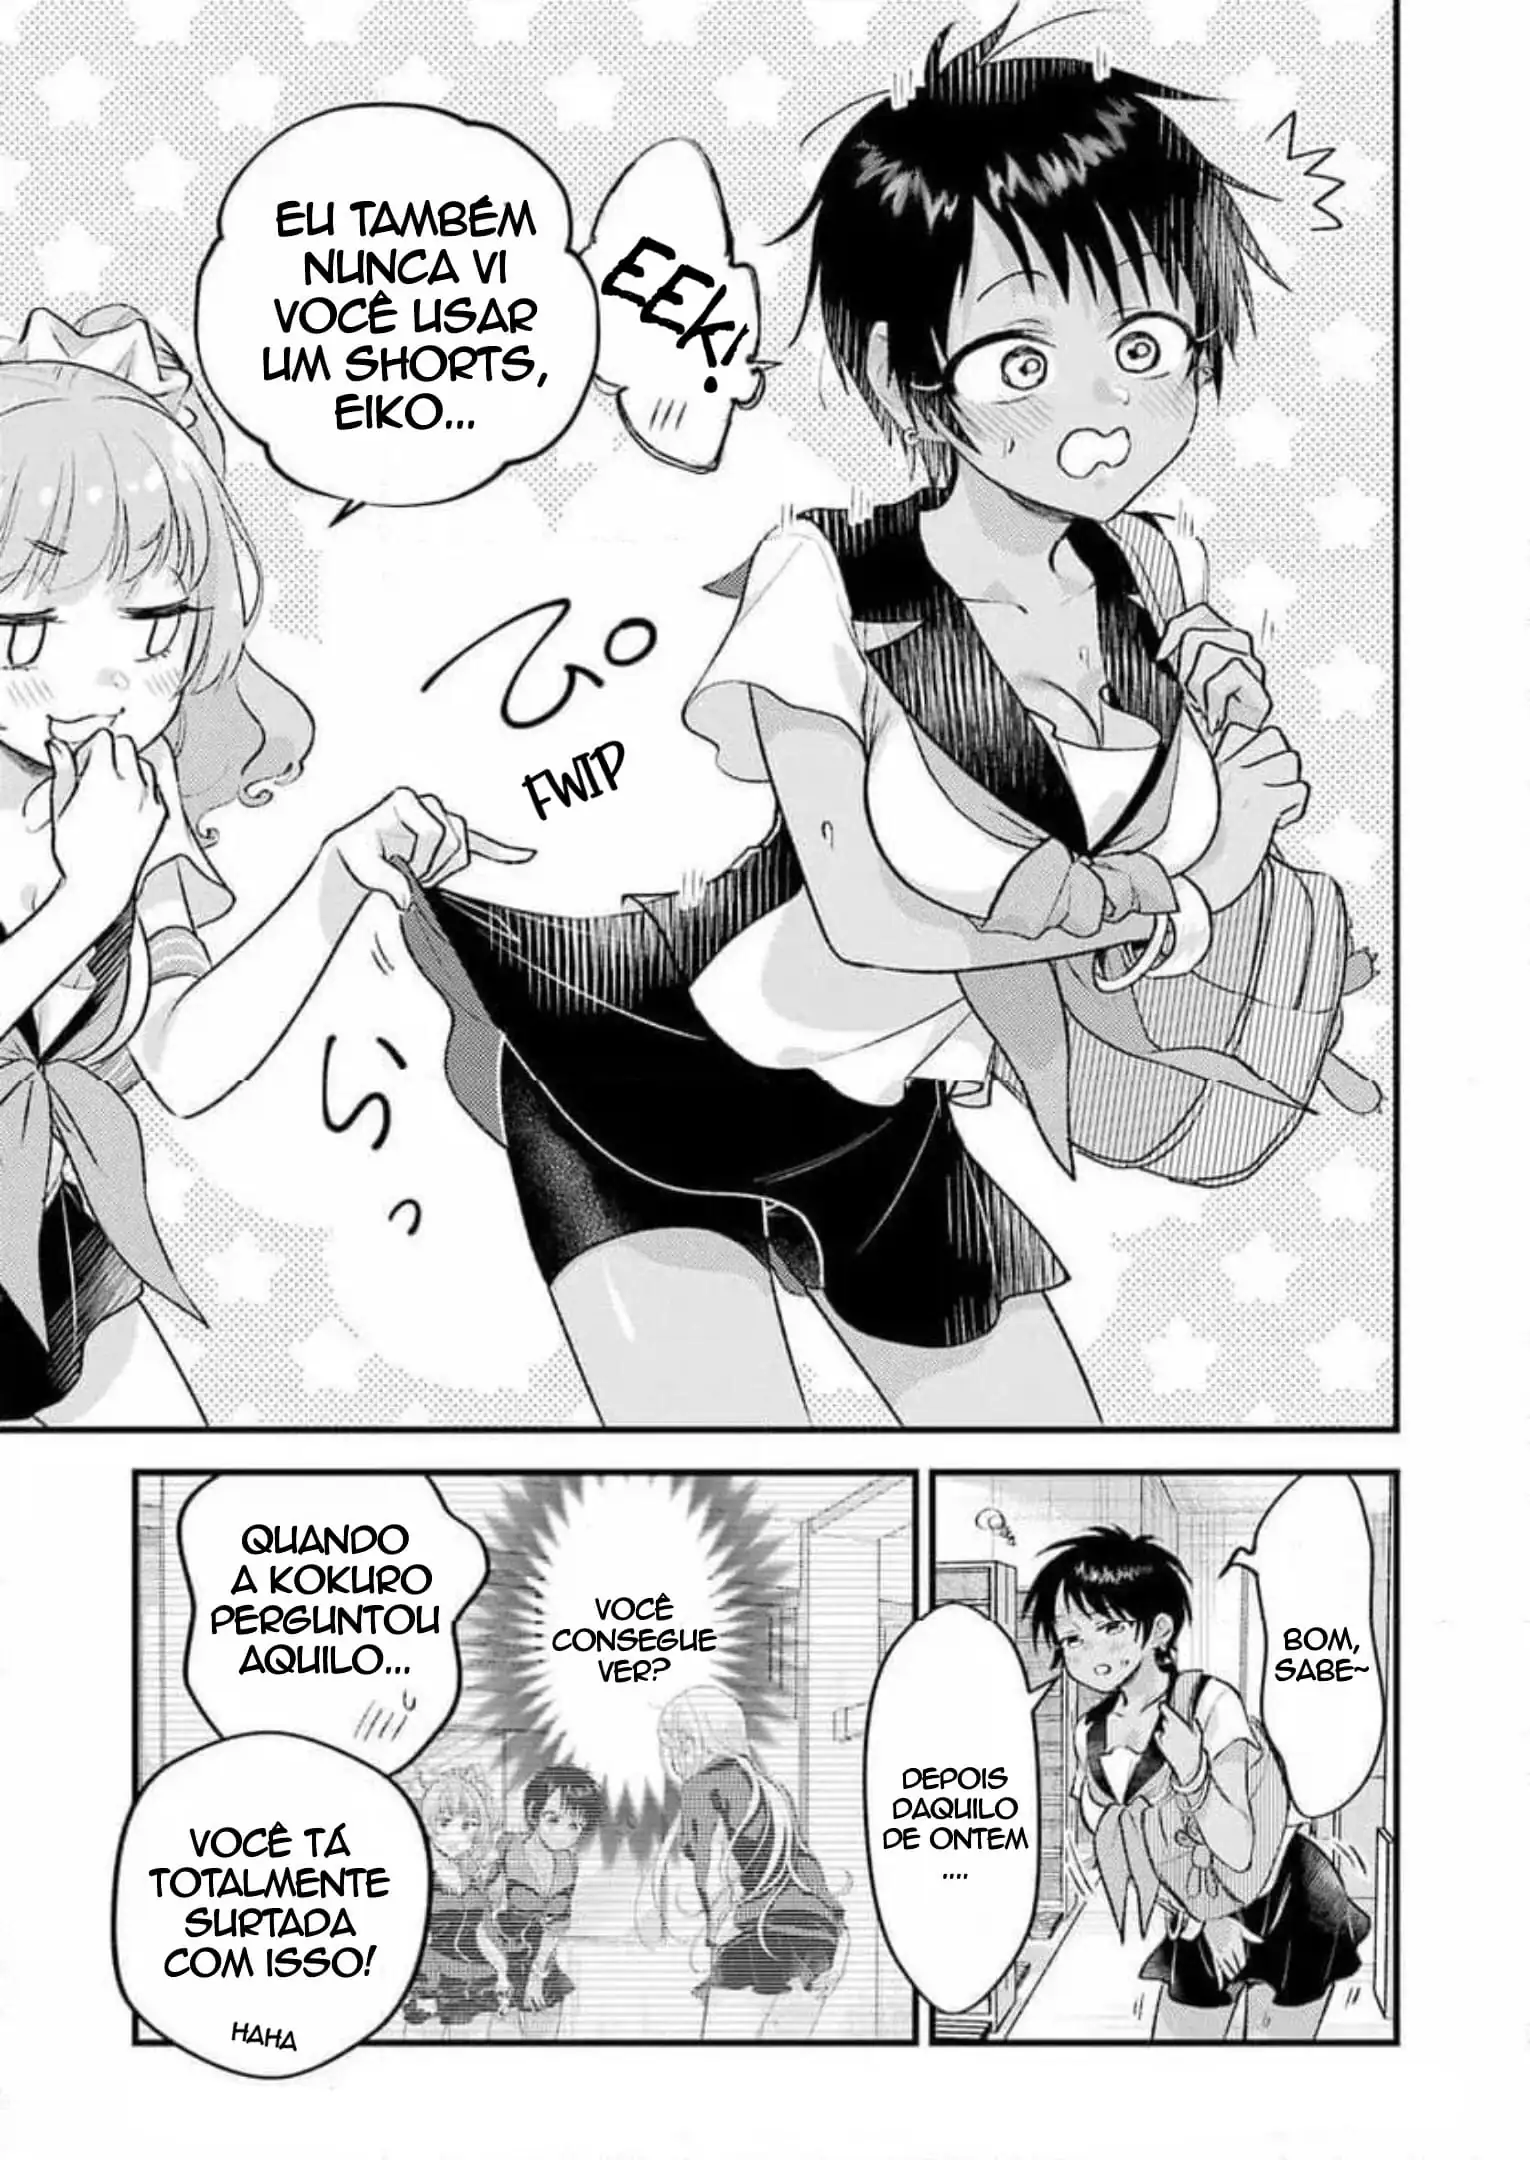 EEK!
EU TAMBÉM
NUNCA VI
VOCÊ USAR
UM SHORTS,
EIKO...
FWIP
BOM,
SABE~
DEPOIS
DAQUILO
DE ONTEM
....
VOCÊ
CONSEGUE
VER?
QUANDO
A KOKURO
PERGUNTOU
AQUILO...
VOCÊ TÁ
TOTALMENTE
SURTADA
COM ISSO!
HAHA